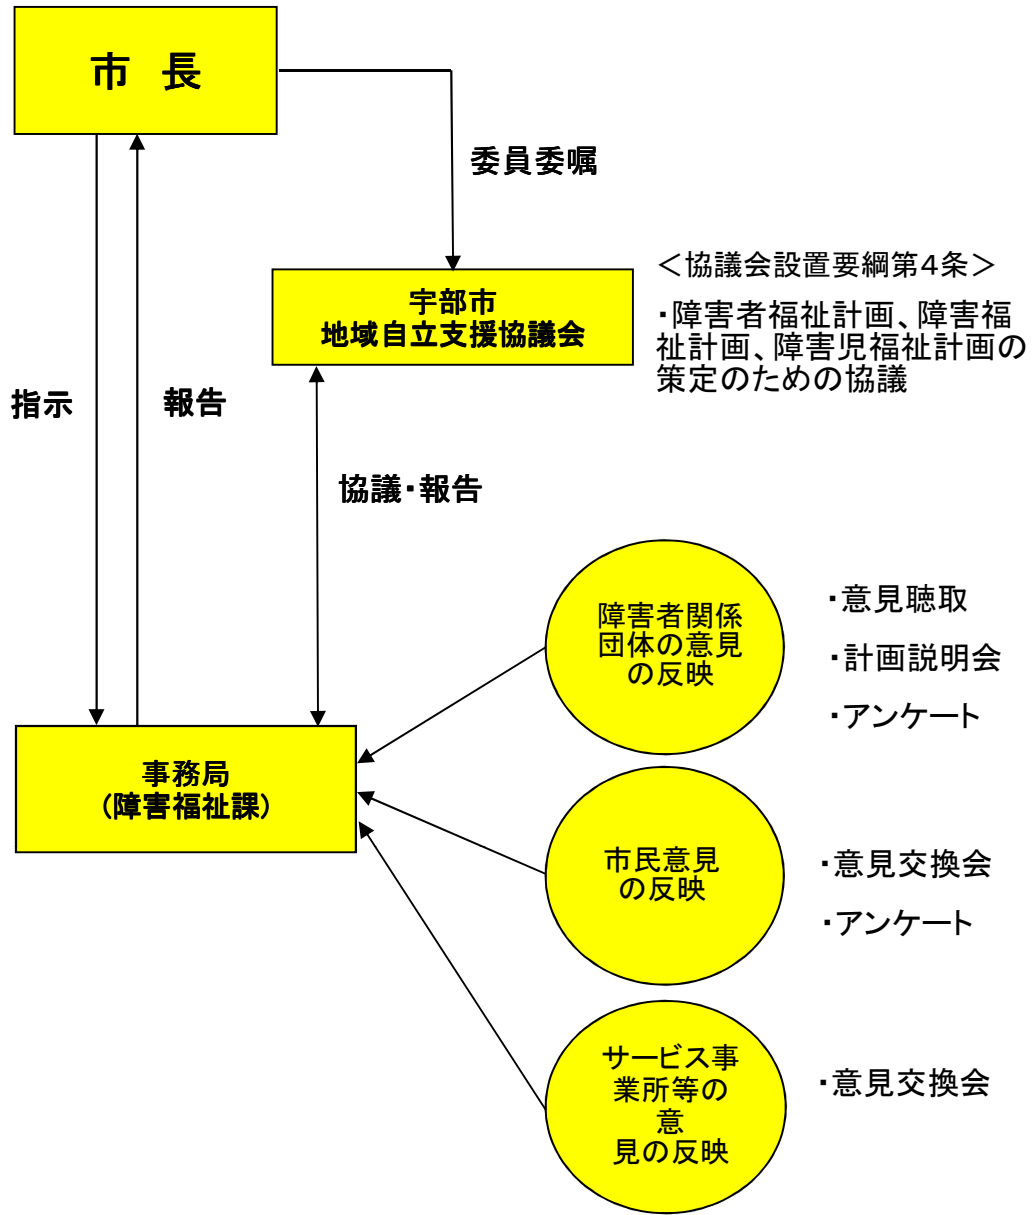 市　長
委員委嘱
＜協議会設置要綱第４条＞
宇部市
地域自立支援協議会
・障害者福祉計画、障害福
祉計画、障害児福祉計画の
策定のための協議
指示
報告
協議・報告
障害者関係
団体の意見
の反映
・意見聴取
・計画説明会
・アンケート
事務局
（障害福祉課）
市民意見
の反映
・意見交換会
・アンケート
サービス事
業所等の
意
見の反映
・意見交換会